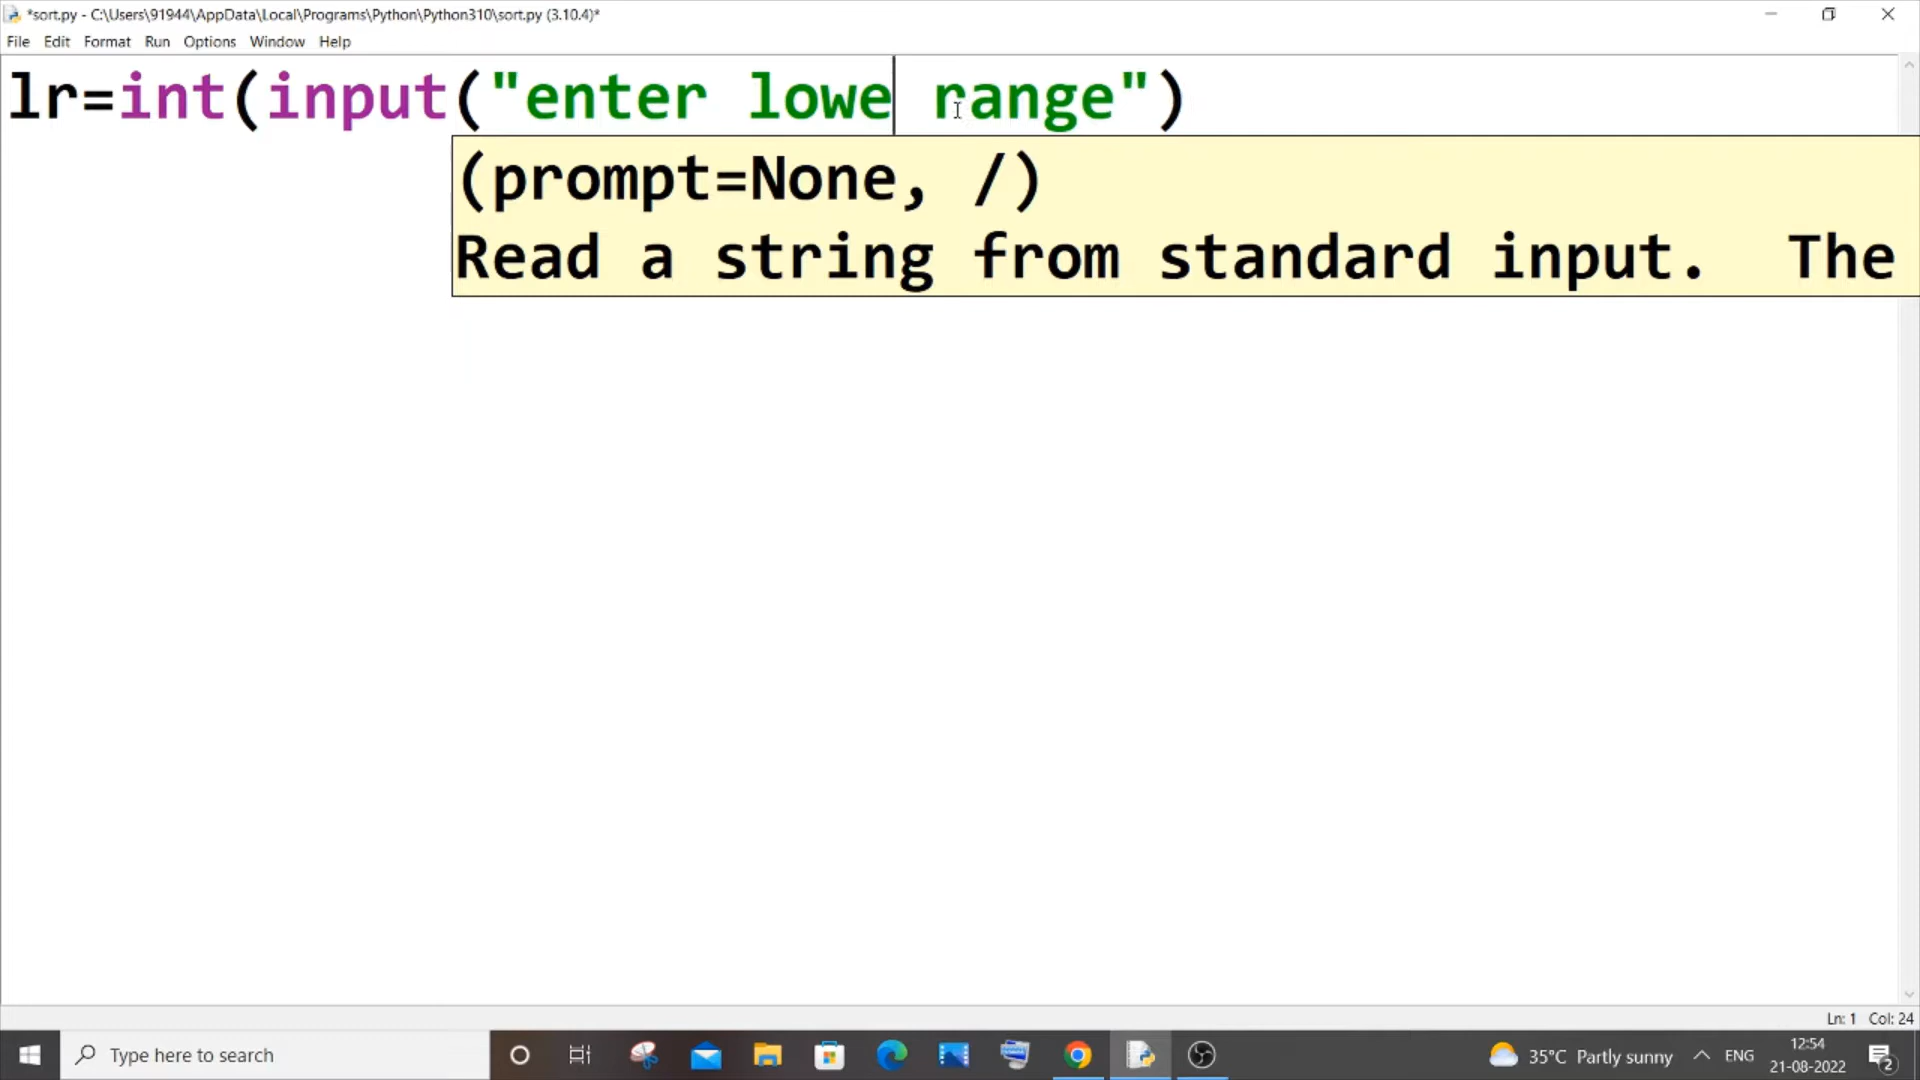 *sort.py - C:\Users\91944\AppData\Local\Programs\Python\Python310\sort.py (3.10.4)*
File Edit Format Run Options Window Help
lr=int(input("enter lowe range")
(prompt=None, /)
Read a string from standard input.  The
Ln: 1 Col: 24
Type here to search
35°C Partly sunny
ENG
12:54
21-08-2022
2